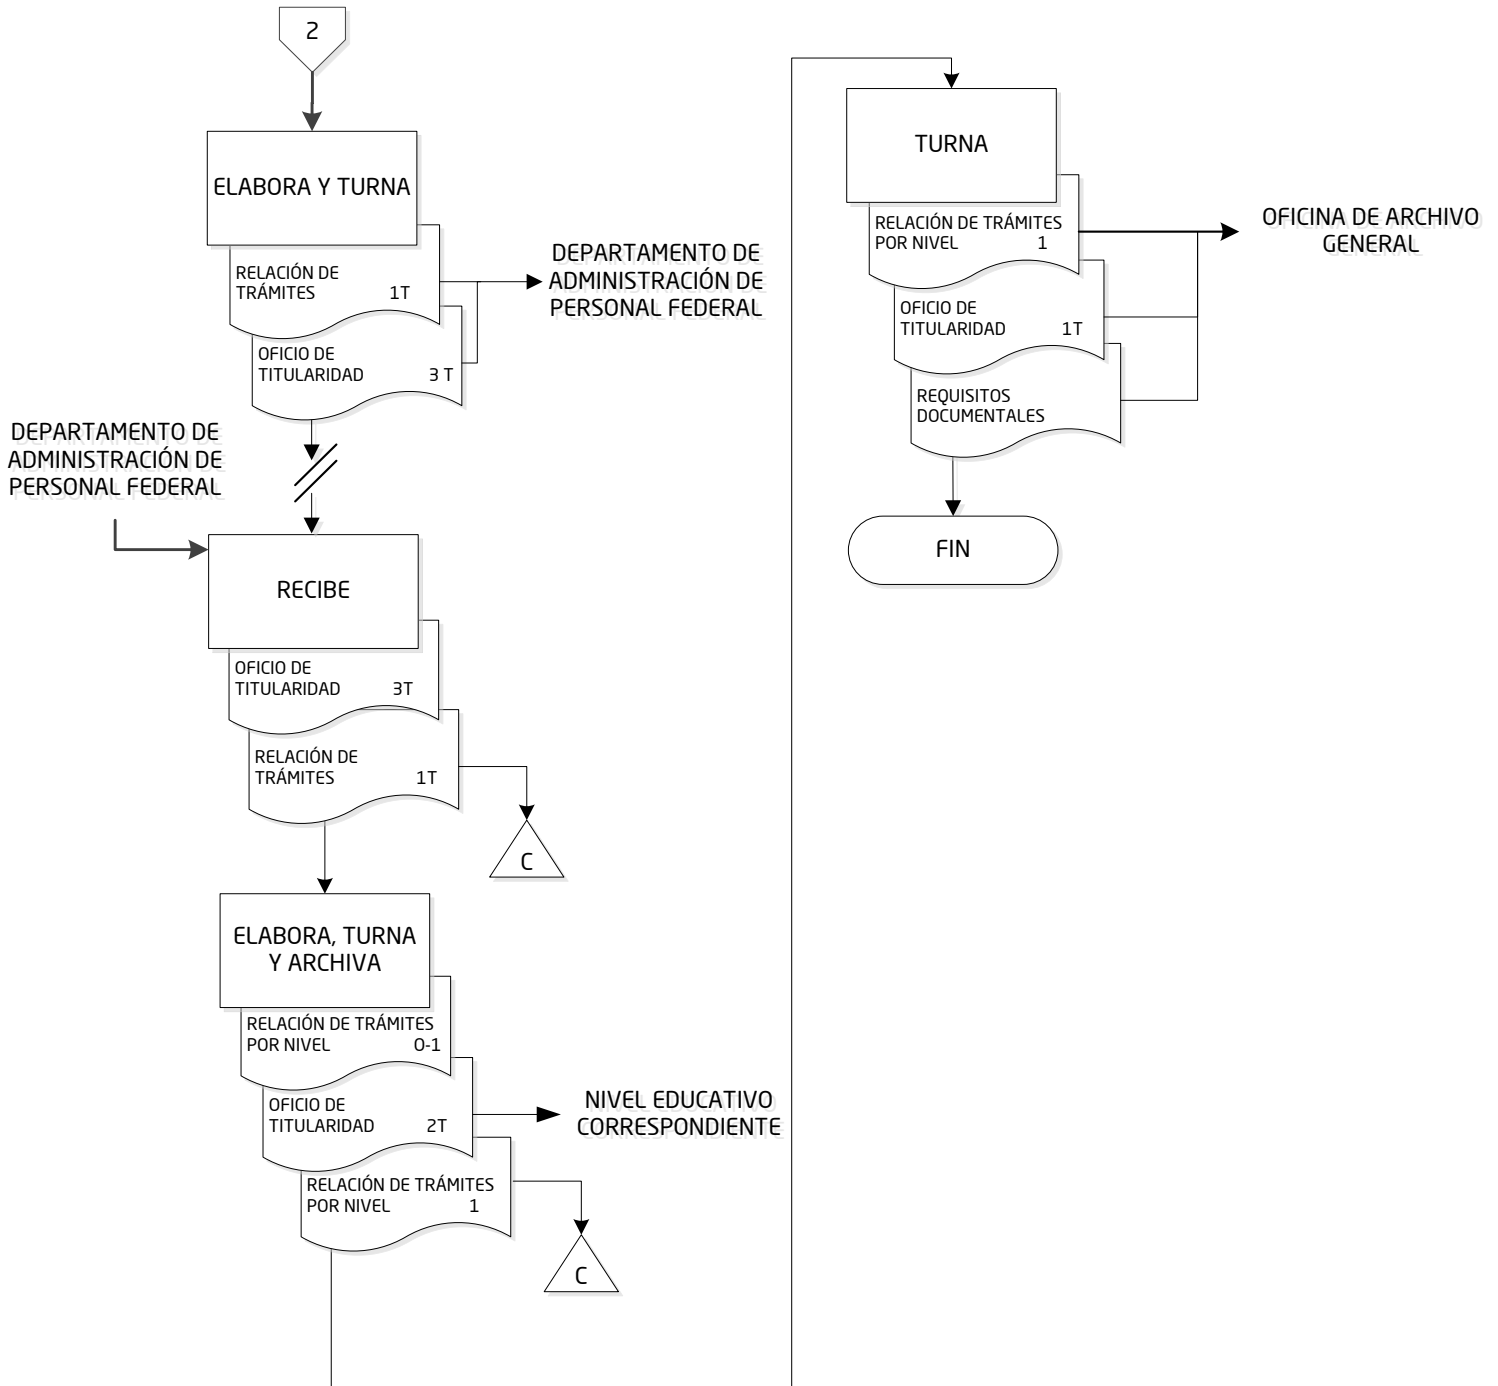 2
ELABORA Y TURNA
RELACIÓN DE
TRÁMITES 1T
DEPARTAMENTO DE
ADMINISTRACIÓN DE
PERSONAL FEDERAL
OFICIO DE
TITULARIDAD 3 T
DEPARTAMENTO DE
ADMINISTRACIÓN DE
PERSONAL FEDERAL
RECIBE
OFICIO DE
TITULARIDAD 3T
RELACIÓN DE
TRÁMITES 1T
C
ELABORA, TURNA
Y ARCHIVA
RELACIÓN DE TRÁMITES
POR NIVEL O-1
OFICIO DE
TITULARIDAD 2T
NIVEL EDUCATIVO
CORRESPONDIENTE
RELACIÓN DE TRÁMITES
POR NIVEL 1
C
TURNA
RELACIÓN DE TRÁMITES
POR NIVEL 1
OFICINA DE ARCHIVO
GENERAL
OFICIO DE
TITULARIDAD 1T
REQUISITOS
DOCUMENTALES
FIN